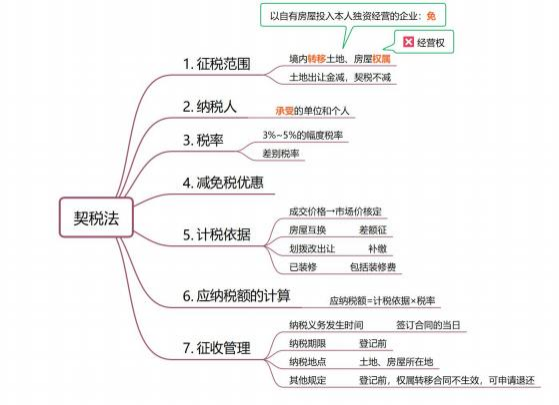 以自有房屋投入本人独资经营的企业：免
经营权
1. 征税范围
境内转移土地、房屋权属
土地出让金减，契税不减
2. 纳税人
承受的单位和个人
3. 税率
3%~5%的幅度税率
差别税率
4. 减免税优惠
契税法
5. 计税依据
成交价格→市场价核定
房屋互换 差额征
划拨改出让 补缴
已装修 包括装修费
6. 应纳税额的计算
应纳税额=计税依据×税率
7. 征收管理
纳税义务发生时间 签订合同的当日
纳税期限 登记前
纳税地点 土地、房屋所在地
其他规定 登记前，权属转移合同不生效，可申请退还